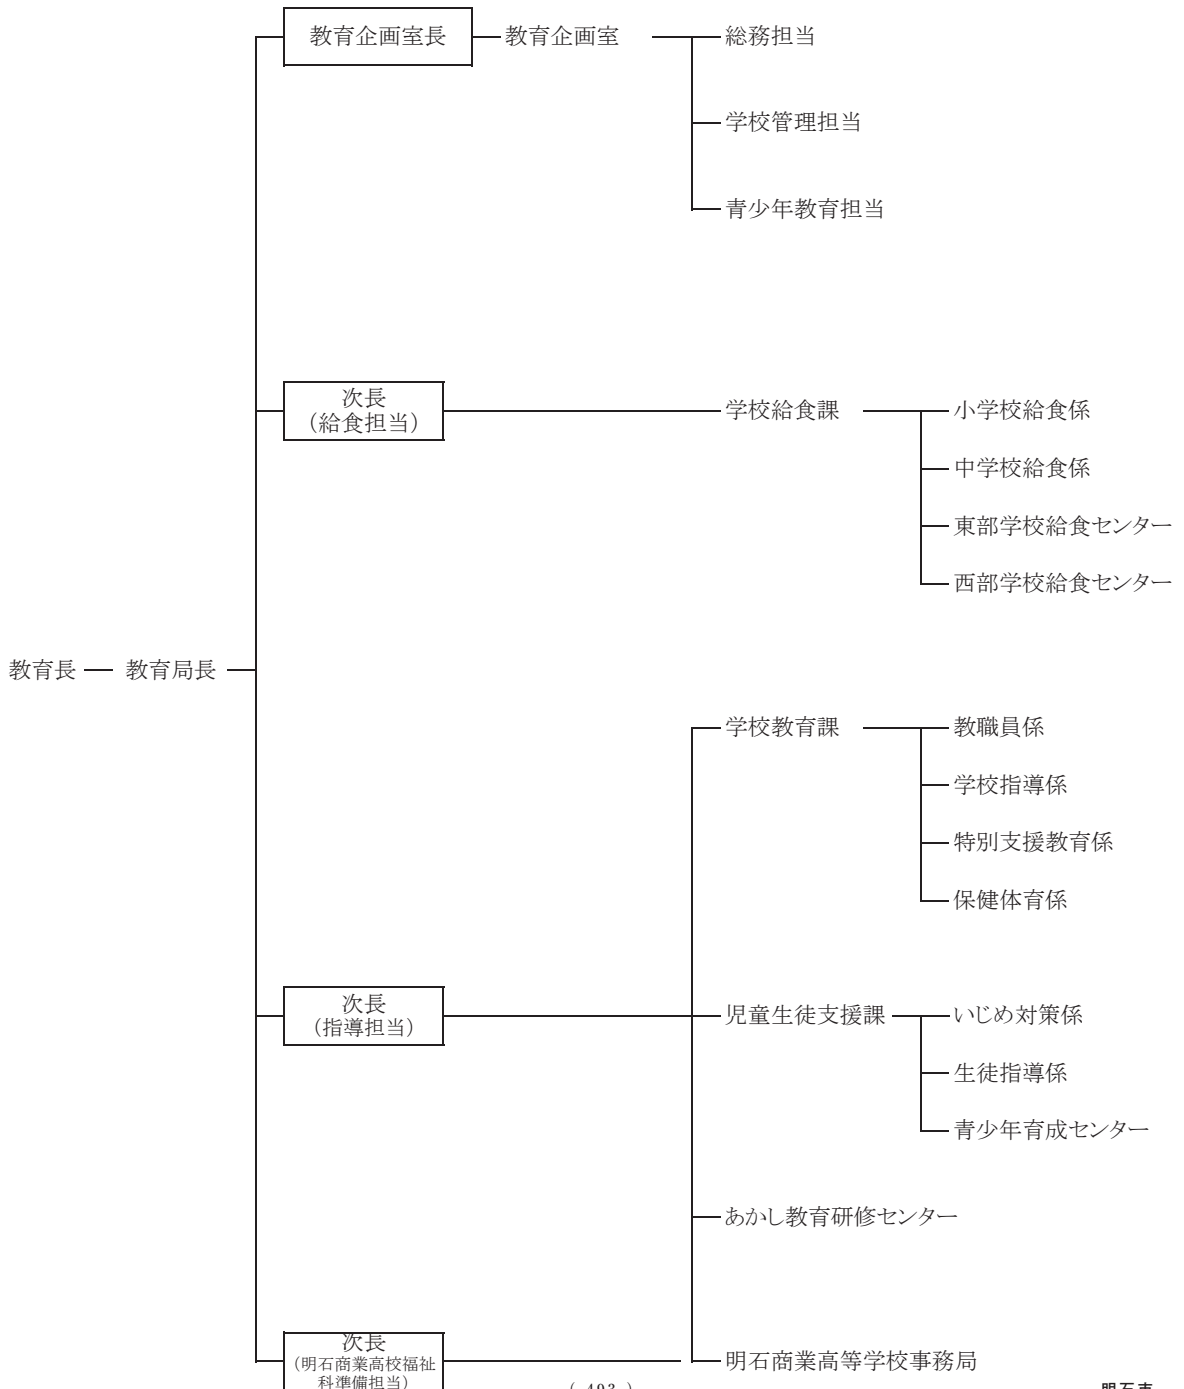 教育企画室長 教育企画室 総務担当
学校管理担当
青少年教育担当
次長
（給食担当） 学校給食課 小学校給食係
中学校給食係
東部学校給食センター
西部学校給食センター
教育長 教育局長
学校教育課 教職員係
学校指導係
特別支援教育係
保健体育係
次長
（指導担当） 児童生徒支援課 いじめ対策係
生徒指導係
青少年育成センター
あかし教育研修センター
次長
（明石商業高校福祉
科準備担当） 明石商業高等学校事務局
( 493 ) 明石市